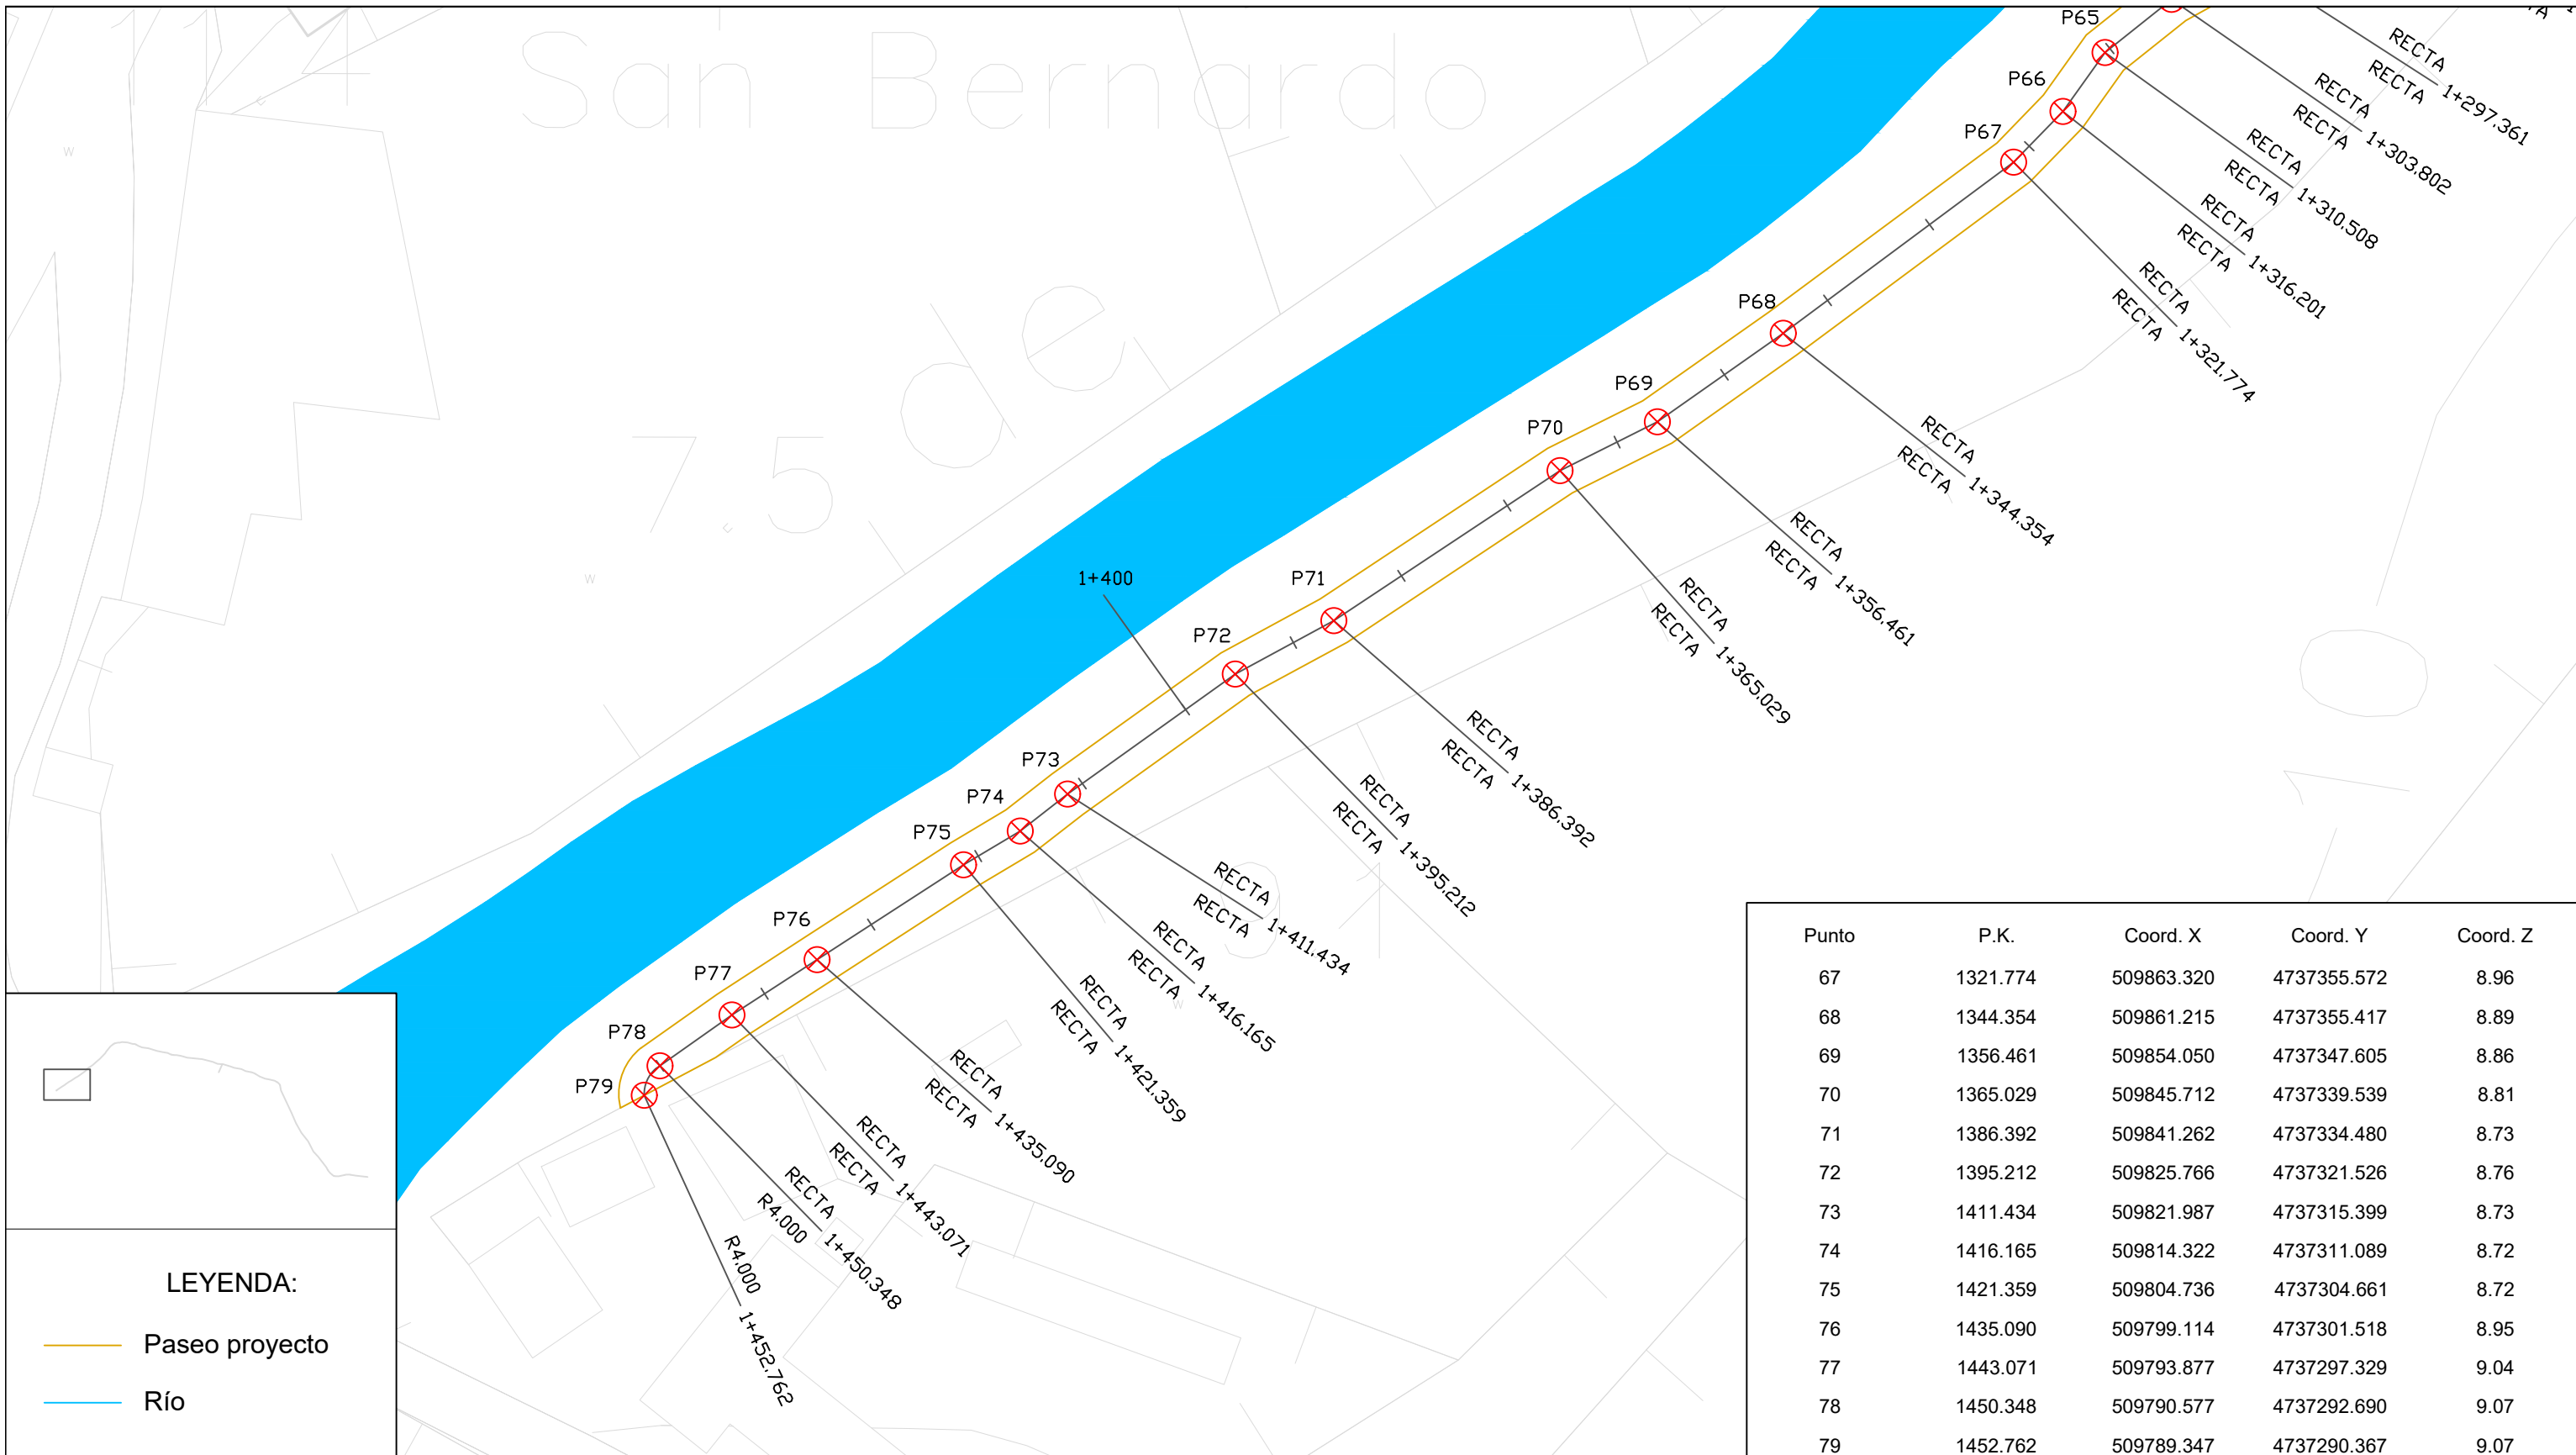 114 San Bernardo
de
75
91
0
1
W
E
W
E
W
P65
P66
P67
P68
P69
P70
P71
P72
P73
P74
P75
P76
P77
P78
P79
1+400
RECTA
RECTA 1+297.361
RECTA
RECTA 1+303.802
RECTA
RECTA 1+310.508
RECTA
RECTA 1+316.201
RECTA
RECTA 1+321.774
RECTA
RECTA 1+344.354
RECTA
RECTA 1+356.461
RECTA
RECTA 1+365.029
RECTA
RECTA 1+386.392
RECTA
RECTA 1+395.212
RECTA
RECTA 1+411.434
RECTA
RECTA 1+416.165
RECTA
RECTA 1+421.359
RECTA
RECTA 1+435.090
RECTA
RECTA 1+443.071
RECTA
R4.000 1+450.348
R4.000 1+452.762
Punto P.K. Coord. X Coord. Y Coord. Z
67 1321.774 509863.320 4737355.572 8.96
68 1344.354 509861.215 4737355.417 8.89
69 1356.461 509854.050 4737347.605 8.86
70 1365.029 509845.712 4737339.539 8.81
71 1386.392 509841.262 4737334.480 8.73
72 1395.212 509825.766 4737321.526 8.76
73 1411.434 509821.987 4737315.399 8.73
74 1416.165 509814.322 4737311.089 8.72
75 1421.359 509804.736 4737304.661 8.72
76 1435.090 509799.114 4737301.518 8.95
77 1443.071 509793.877 4737297.329 9.04
78 1450.348 509790.577 4737292.690 9.07
79 1452.762 509789.347 4737290.367 9.07
LEYENDA:
Paseo proyecto
Río